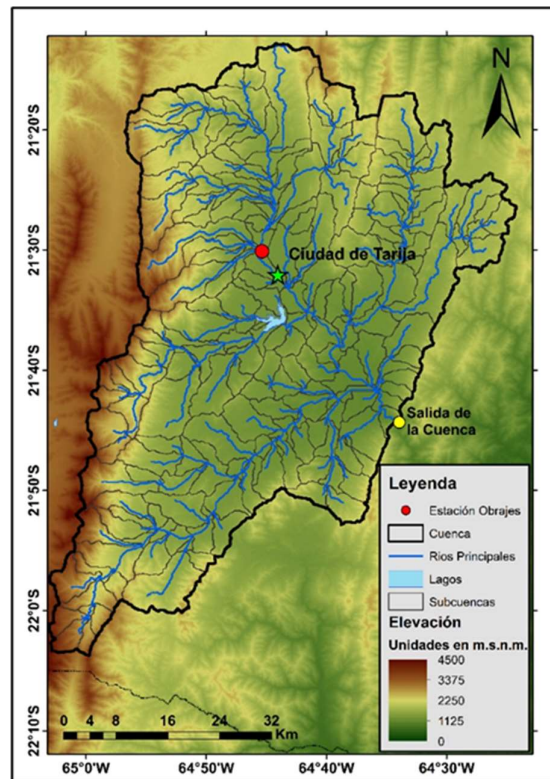 N
21°20'S
21°30'S
21°40'S
21°50'S
22°0'S
22°10'S
Ciudad de Tarija
Salida de
la Cuenca
Leyenda
Estación Obrajes
Cuenca
Rios Principales
Lagos
Subcuencas
Elevación
Unidades en m.s.n.m.
4500
3375
2250
1125
0
0 4 8 16 24 32
Km
65°0'W 64°50'W 64°40'W 64°30'W